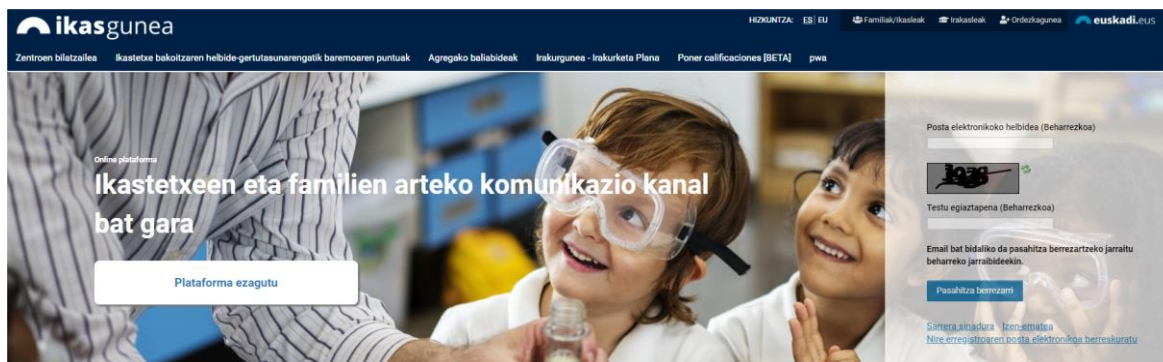 ikasgunea
HIZKUNTZA: ES| EU Familiak/Ikasleak Irakasleak Ordezkagunea euskadi.eus
Zentroen bilatzailea Ikastetxe bakoitzaren helbide-gertutasunarengatik baremoaren puntuak Agregako baliabideak Irakurgunea - Irakurketa Plana Poner calificaciones [BETA] pwa
Online plataforma
Ikastetxeen eta familien arteko komunikazio kanal
bat gara
Plataforma ezagutu
Posta elektronikoko helbidea (Beharrezkoa)
Testu egiaztapena (Beharrezkoa)
Email bat bidaliko da pasahitza berrezartzeko jarraitu
beharreko jarraibideekin.
Pasahitza berrezarri
Sarrera sinadura Izen-ematea
Nire erregistroaren posta elektronikoa berreskuratu